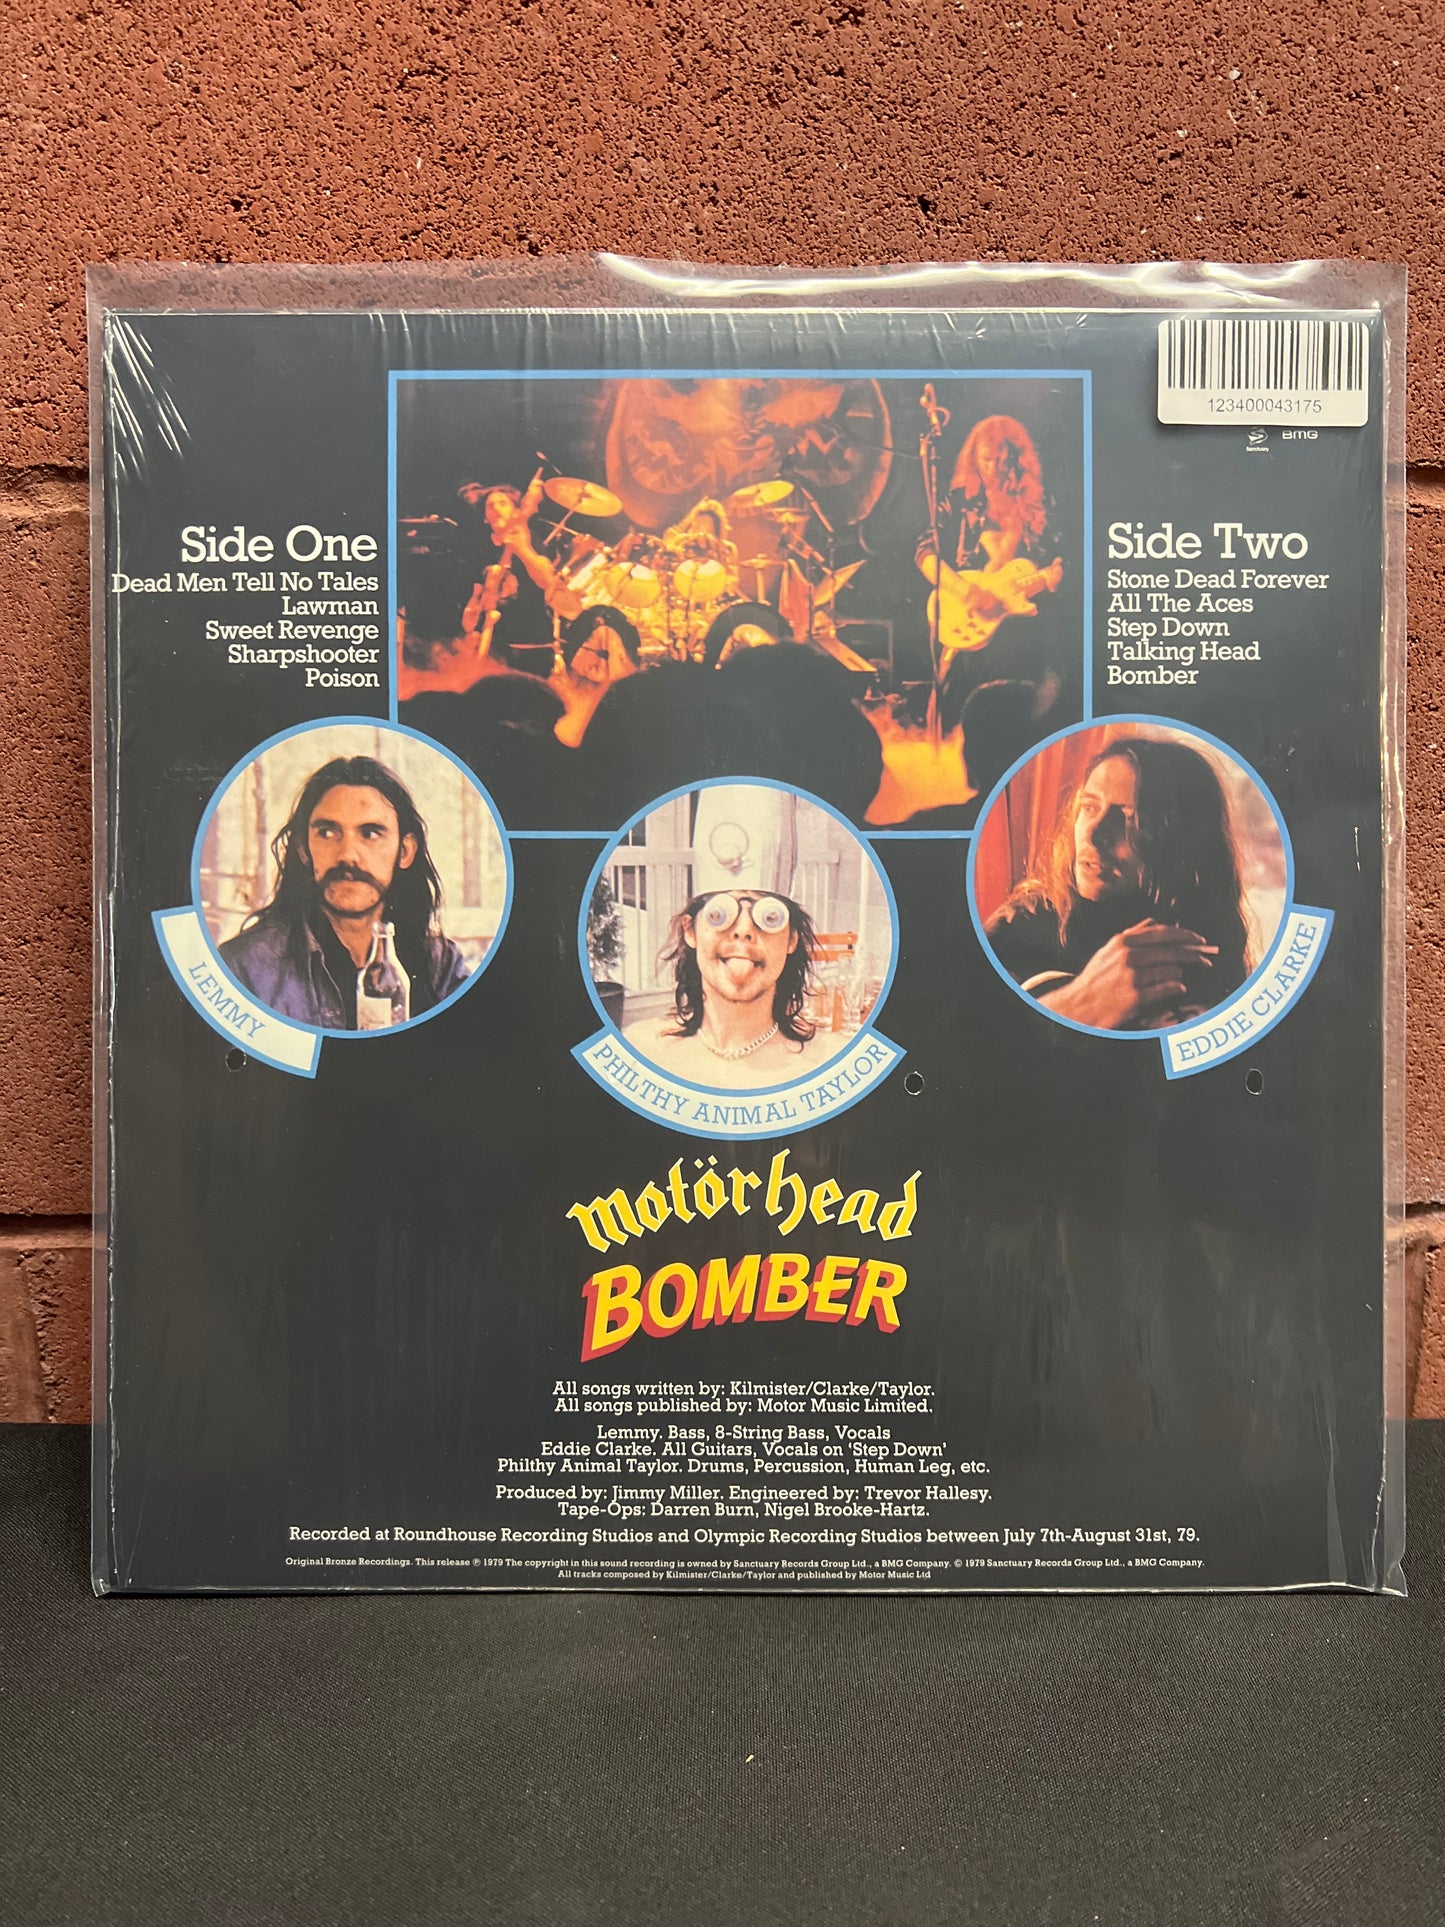 123400043175
Sanctuary
BMG
Side One
Dead Men Tell No Tales
Lawman
Sweet Revenge
Sharpshooter
Poison
Side Two
Stone Dead Forever
All The Aces
Step Down
Talking Head
Bomber
LEMMY
PHILTHY ANIMAL TAYLOR
EDDIE CLARKE
motörhead
BOMBER
All songs written by: Kilmister/Clarke/Taylor.
All songs published by: Motor Music Limited.
Lemmy. Bass, 8-String Bass, Vocals
Eddie Clarke. All Guitars, Vocals on ‘Step Down’
Philthy Animal Taylor. Drums, Percussion, Human Leg, etc.
Produced by: Jimmy Miller. Engineered by: Trevor Hallesy.
Tape-Ops: Darren Burn, Nigel Brooke-Hartz.
Recorded at Roundhouse Recording Studios and Olympic Recording Studios between July 7th-August 31st, 79.
Original Bronze Recordings. This release ℗ 1979 The copyright in this sound recording is owned by Sanctuary Records Group Ltd., a BMG Company. © 1979 Sanctuary Records Group Ltd., a BMG Company.
All tracks composed by Kilmister/Clarke/Taylor and published by Motor Music Ltd